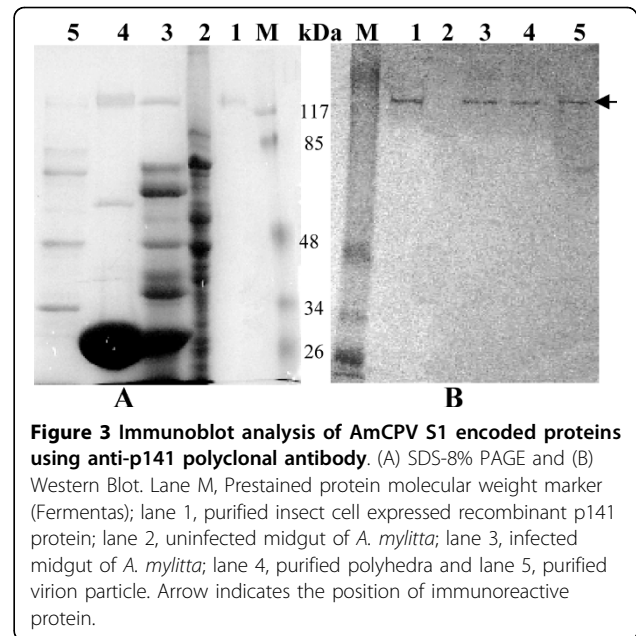 5 4 3 2 1 M kDa M 1 2 3 4 5
117
85
48
34
26
A B
Figure 3 Immunoblot analysis of AmCPV S1 encoded proteins
using anti-p141 polyclonal antibody. (A) SDS-8% PAGE and (B)
Western Blot. Lane M, Prestained protein molecular weight marker
(Fermentas); lane 1, purified insect cell expressed recombinant p141
protein; lane 2, uninfected midgut of A. mylitta; lane 3, infected
midgut of A. mylitta; lane 4, purified polyhedra and lane 5, purified
virion particle. Arrow indicates the position of immunoreactive
protein.